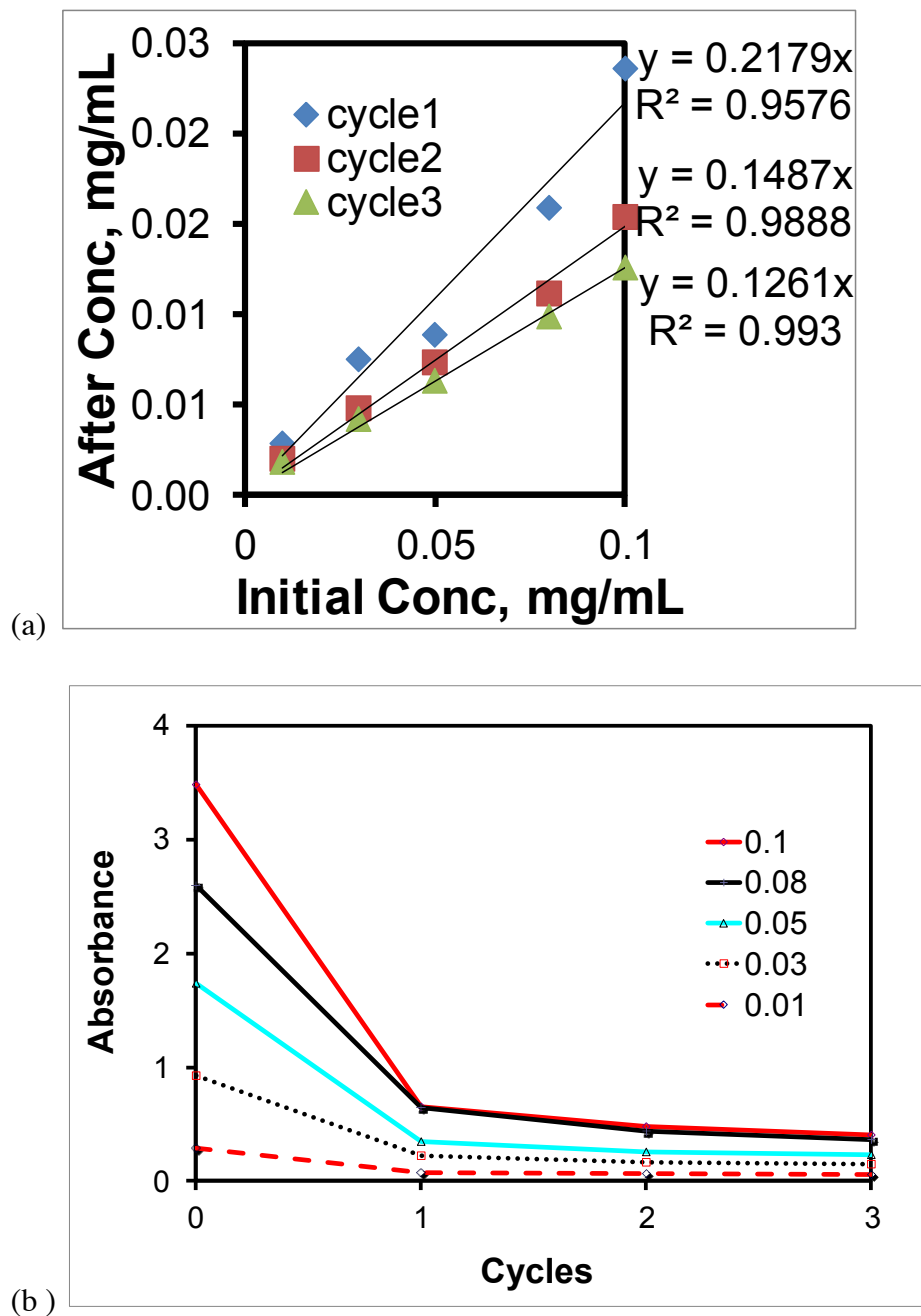 After Conc, mg/mL
0.03
0.02
0.02
0.01
0.01
0.00
cycle1
cycle2
cycle3
y = 0.2179x
R² = 0.9576
y = 0.1487x
R² = 0.9888
y = 0.1261x
R² = 0.993
0 0.05 0.1
Initial Conc, mg/mL
(a)
Absorbance
4
3
2
1
0
0.1
0.08
0.05
0.03
0.01
0 1 2 3
Cycles
(b )